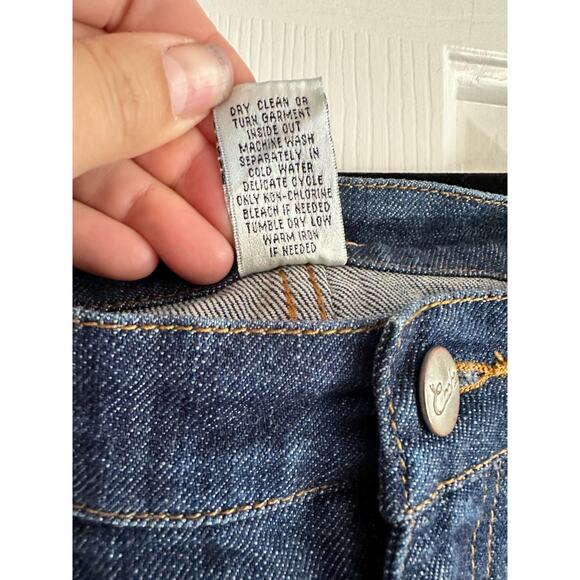 DRY CLEAN OR
TURN GARMENT
INSIDE OUT
MACHINE WASH
SEPARATELY IN
COLD WATER
DELICATE CYCLE
ONLY NON-CHLORINE
BLEACH IF NEEDED
TUMBLE DRY LOW
WARM IRON
IF NEEDED